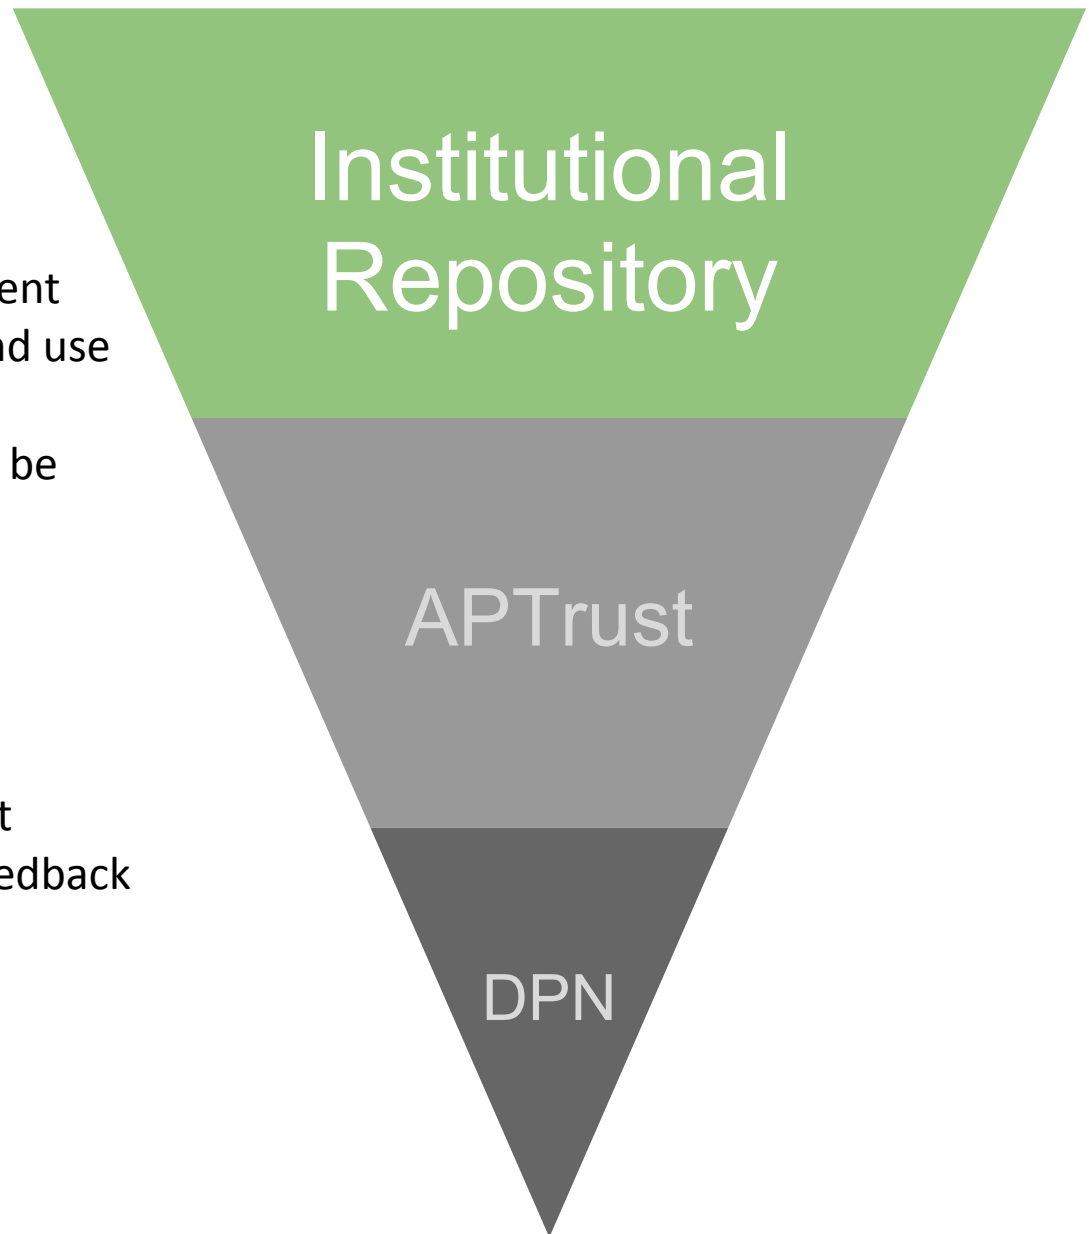 Institutional
Repository
ent
nd use
be
APTrust
t
edback
DPN